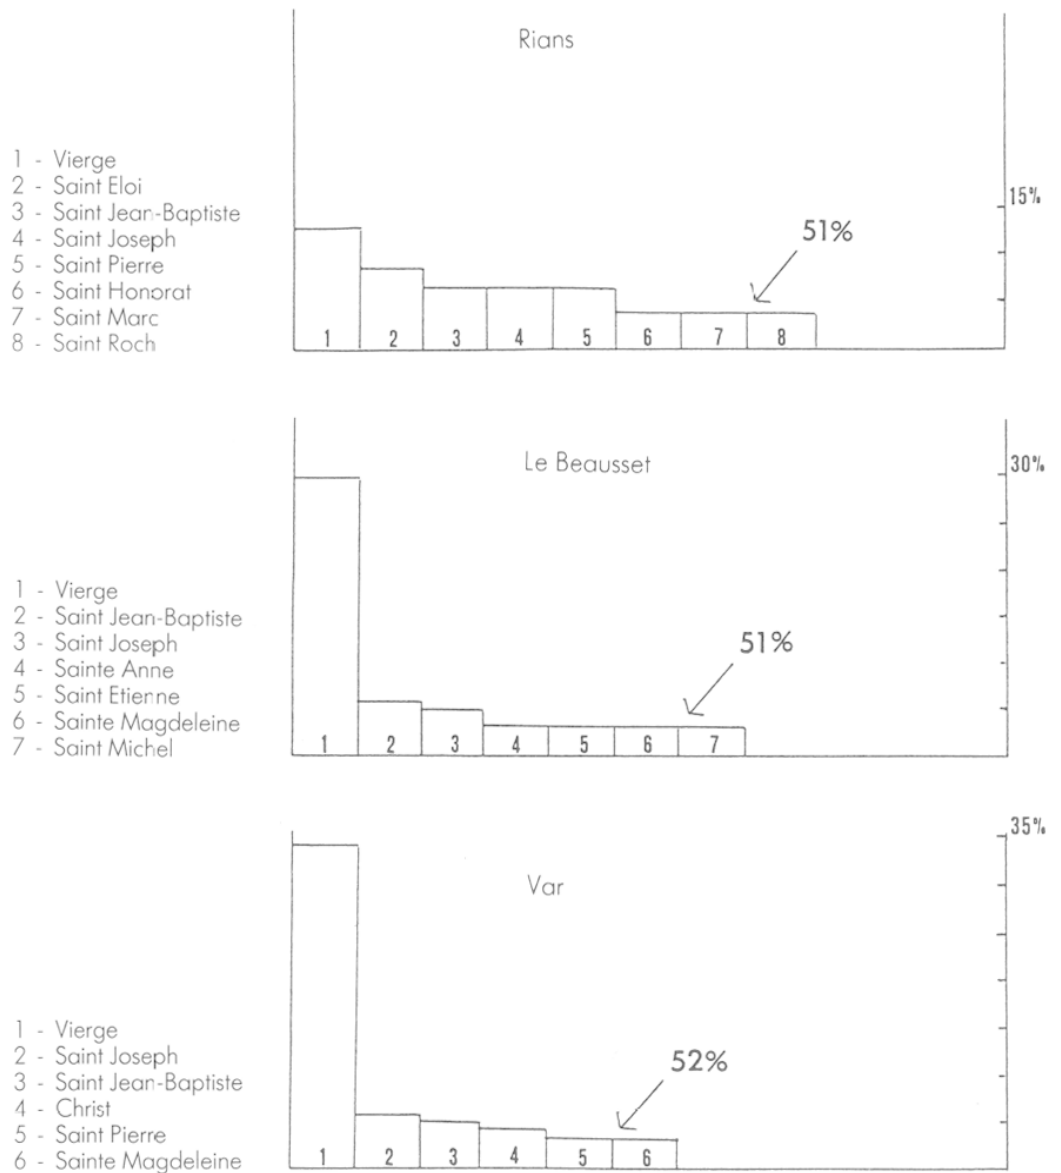 Rians
1 - Vierge
2 - Saint Eloi
3 - Saint Jean-Baptiste
4 - Saint Joseph
5 - Saint Pierre
6 - Saint Honorat
7 - Saint Marc
8 - Saint Roch
15%
51%
1 2 3 4 5 6 7 8
Le Beausset
30%
1 - Vierge
2 - Saint Jean-Baptiste
3 - Saint Joseph
4 - Sainte Anne
5 - Saint Etienne
6 - Sainte Magdeleine
7 - Saint Michel
51%
1 2 3 4 5 6 7
35%
Var
1 - Vierge
2 - Saint Joseph
3 - Saint Jean-Baptiste
4 - Christ
5 - Saint Pierre
6 - Sainte Magdeleine
52%
1 2 3 4 5 6